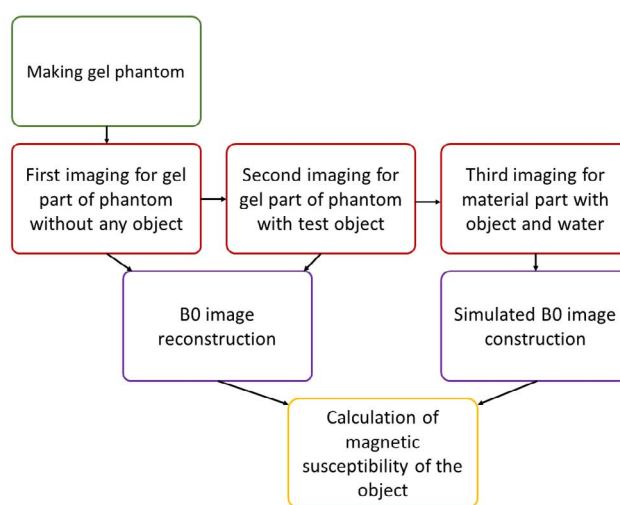 Making gel phantom
First imaging for gel
part of phantom
without any object
Second imaging for
gel part of phantom
with test object
Third imaging for
material part with
object and water
B0 image
reconstruction
Simulated B0 image
construction
Calculation of
magnetic
susceptibility of the
object